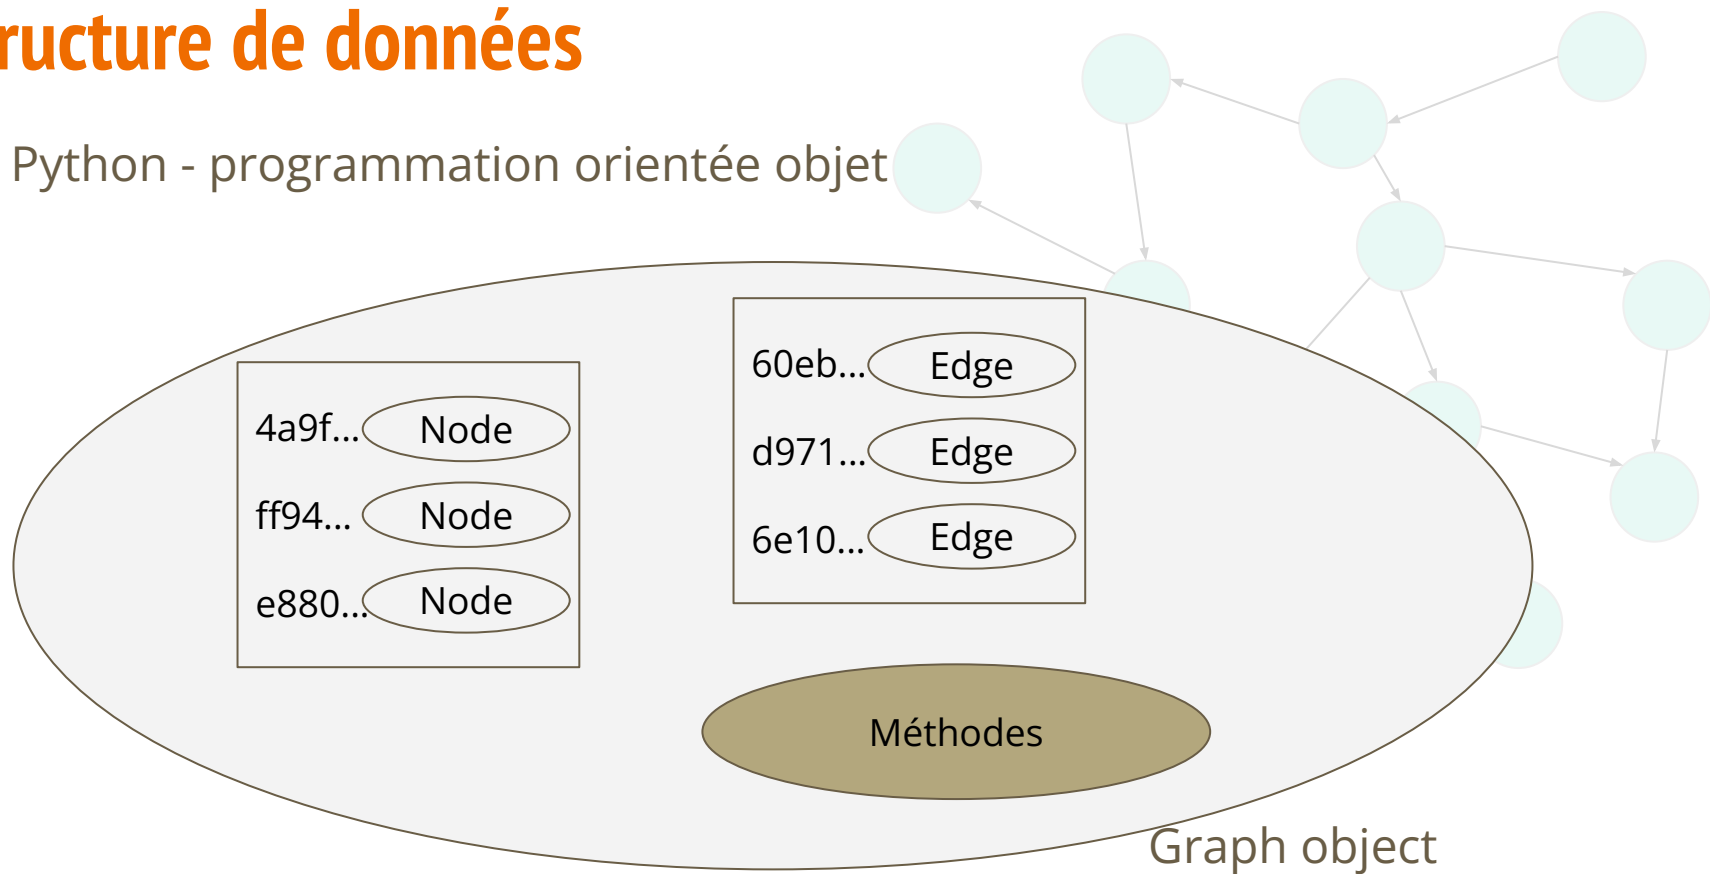 ructure de données
Python - programmation orientée objet
60eb... Edge
4a9f... Node
d971... Edge
ff94... Node
6e10... Edge
e880... Node
Méthodes
Graph object